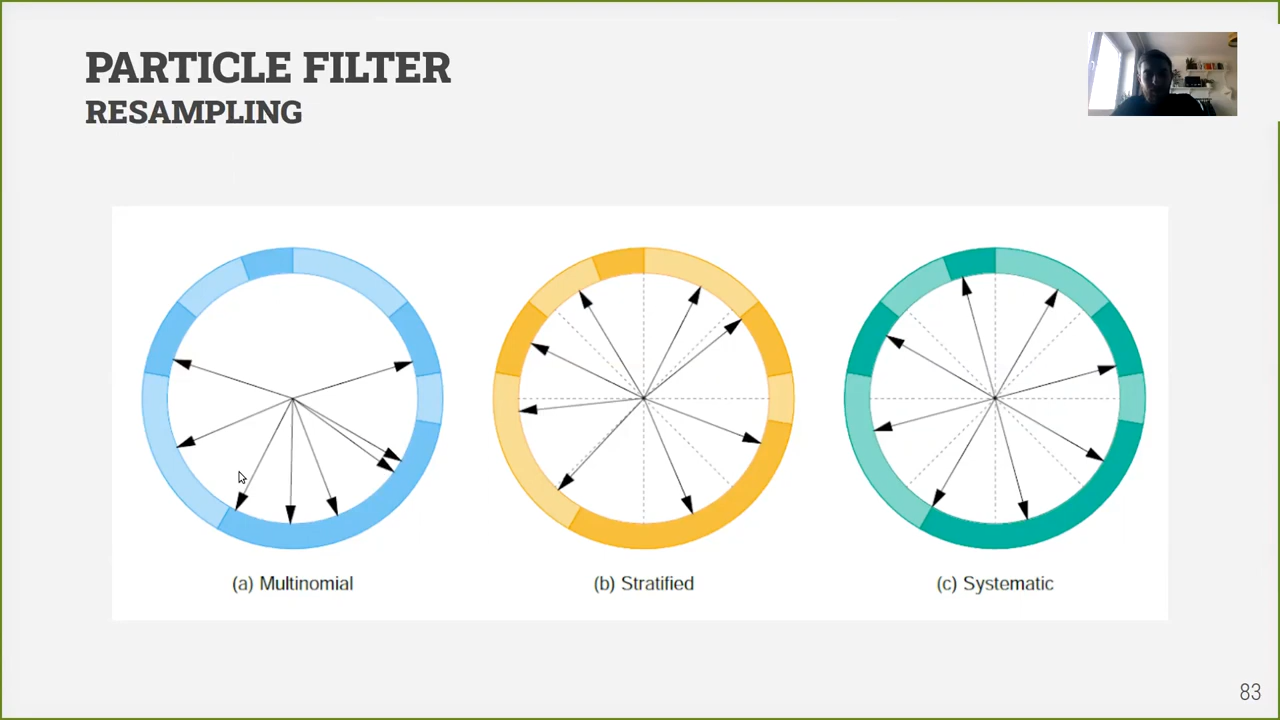 PARTICLE FILTER
RESAMPLING
(a) Multinomial
(b) Stratified
(c) Systematic
83